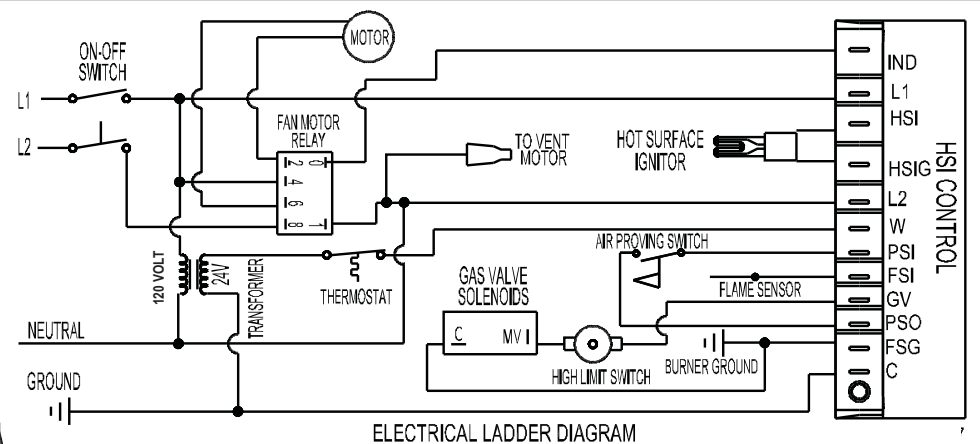 MOTOR
ON-OFF
SWITCH
IND
L1
L1
FAN MOTOR
RELAY
HSI
L2
TO VENT
MOTOR
HOT SURFACE
IGNITOR
2 0
4
6
8 1
HSIG
L2
HSI CONTROL
W
AIR PROVING SWITCH
PSI
120 VOLT
24V
TRANSFORMER
THERMOSTAT
GAS VALVE
SOLENOIDS
FLAME SENSOR
FSI
GV
PSO
NEUTRAL
C
MV I
HIGH LIMIT SWITCH
BURNER GROUND
FSG
C
GROUND
ELECTRICAL LADDER DIAGRAM